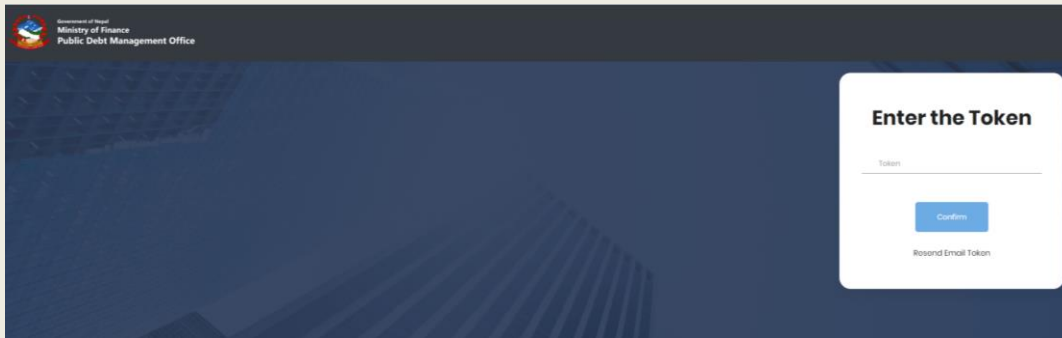 Government of Nepal
Ministry of Finance
Public Debt Management Office
Enter the Token
Token
Confirm
Resend Email Token